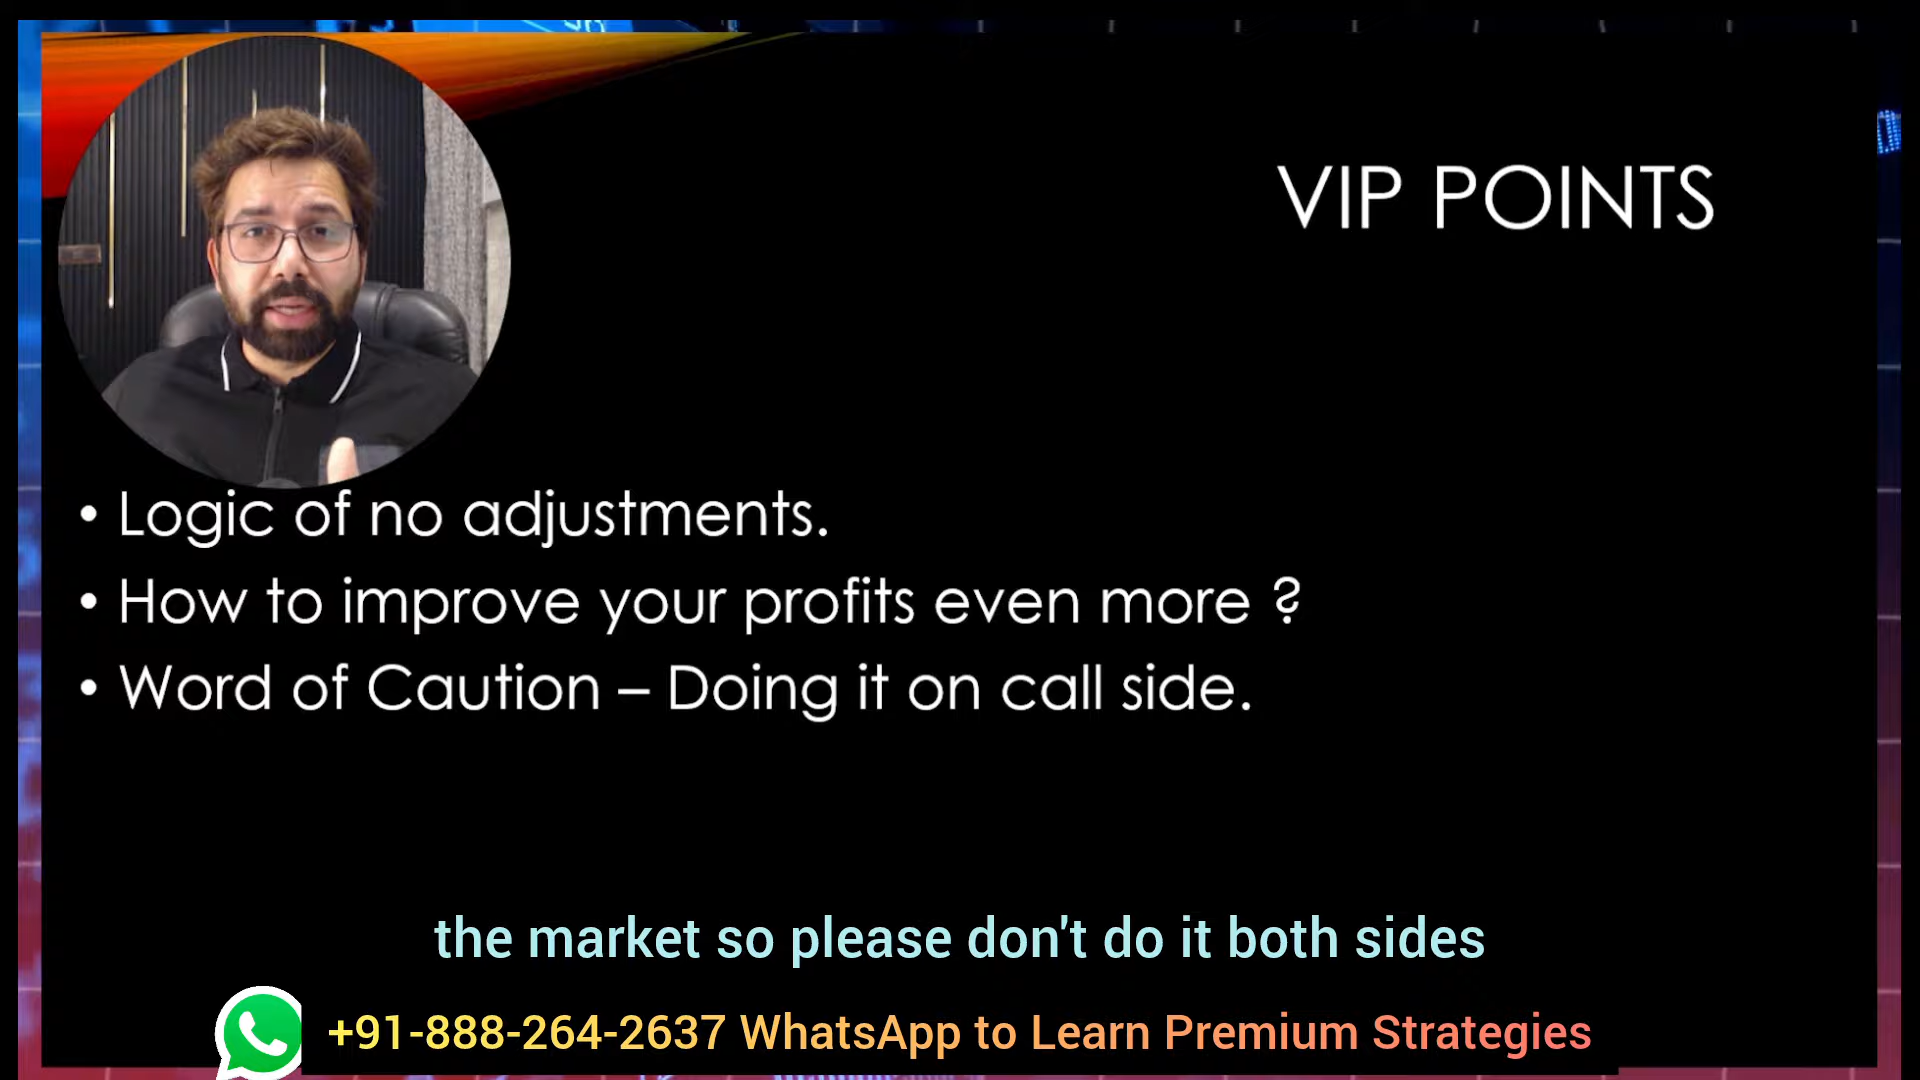 VIP POINTS
• Logic of no adjustments.
• How to improve your profits even more ?
• Word of Caution – Doing it on call side.
the market so please don't do it both sides
+91-888-264-2637 WhatsApp to Learn Premium Strategies